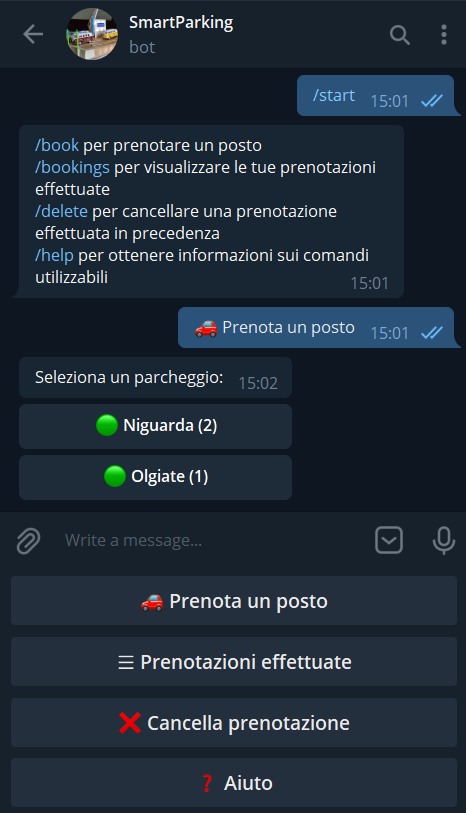 SmartParking
bot
/start 15:01
/book per prenotare un posto
/bookings per visualizzare le tue prenotazioni
effettuate
/delete per cancellare una prenotazione
effettuata in precedenza
/help per ottenere informazioni sui comandi
utilizzabili 15:01
🚗 Prenota un posto 15:01
Seleziona un parcheggio: 15:02
🟢 Niguarda (2)
🟢 Olgiate (1)
Write a message...
🚗 Prenota un posto
☰ Prenotazioni effettuate
❌ Cancella prenotazione
❓ Aiuto